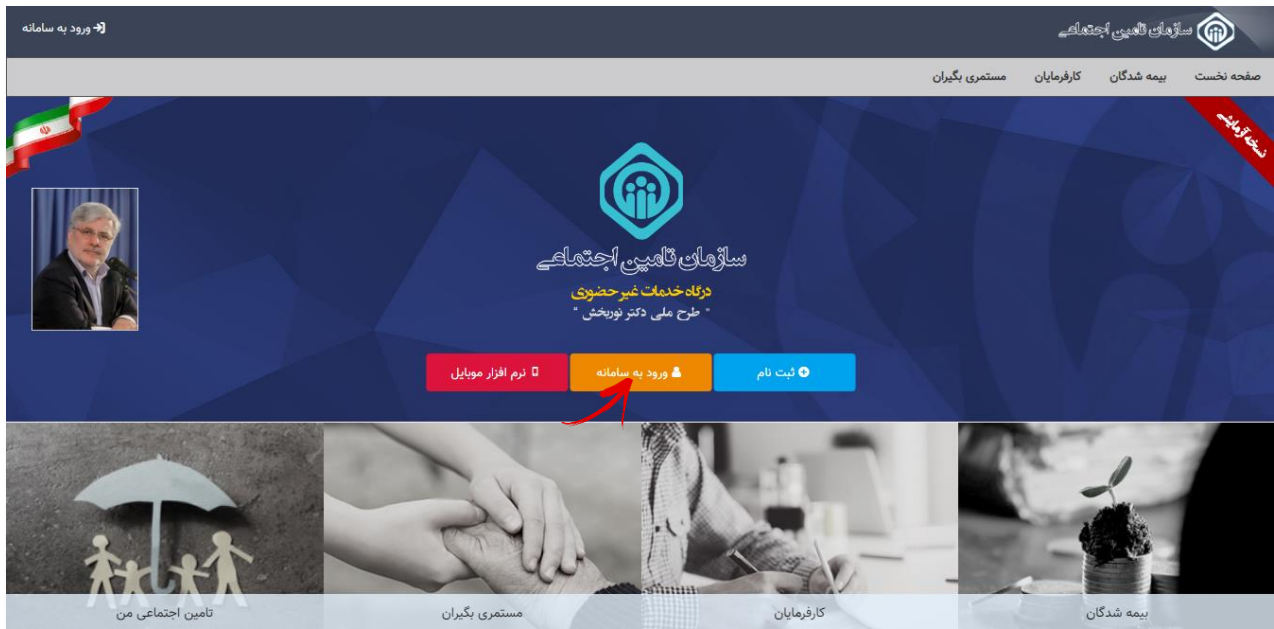 سازمان تامین اجتماعی
ورود به سامانه
صفحه نخست
بیمه شدگان
کارفرمایان
مستمری بگیران
نسخه آزمایشی
سازمان تامین اجتماعی
درگاه خدمات غیر حضوری
" طرح ملی دکتر نوربخش "
ثبت نام
ورود به سامانه
نرم افزار موبایل
بیمه شدگان
کارفرمایان
مستمری بگیران
تامین اجتماعی من